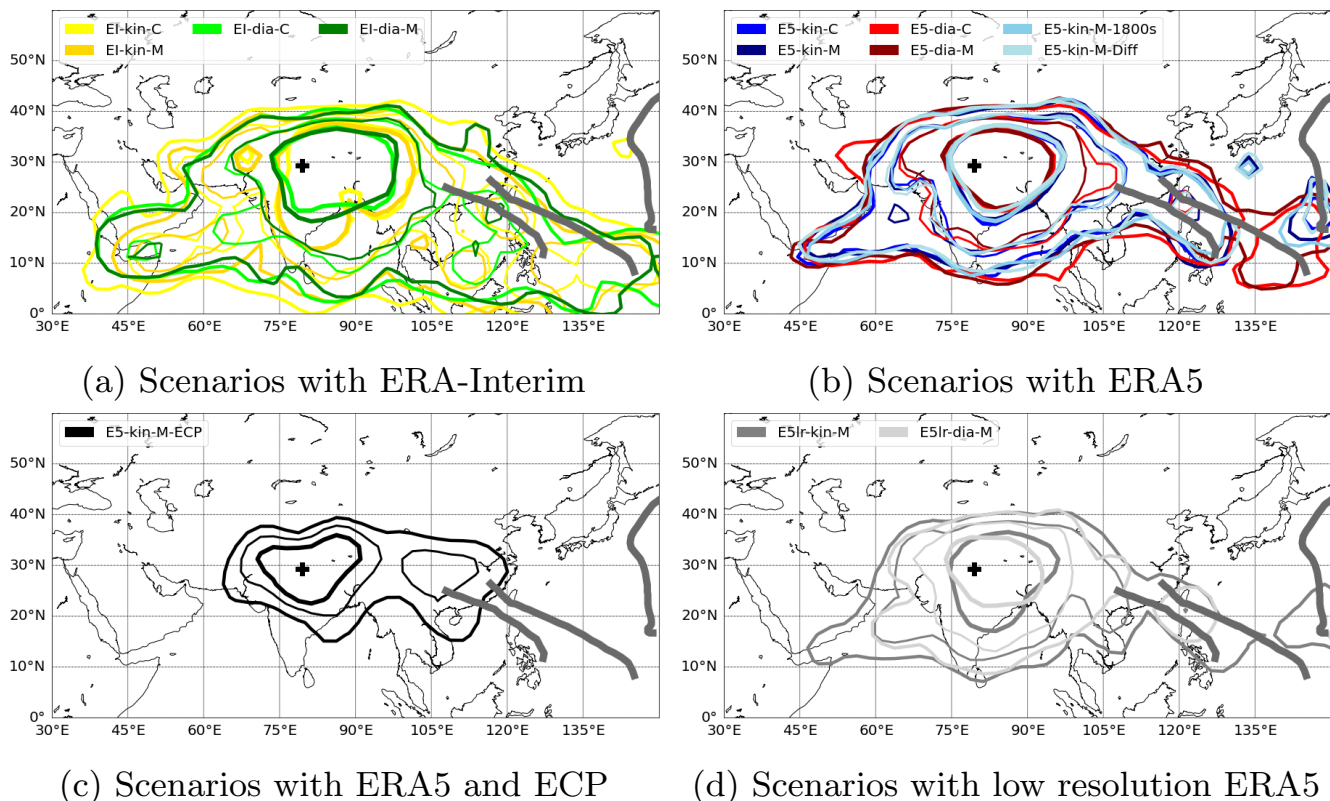 EI-kin-C EI-dia-C EI-dia-M
EI-kin-M
50°N
40°N
30°N
20°N
10°N
0°
30°E 45°E 60°E 75°E 90°E 105°E 120°E 135°E
(a) Scenarios with ERA-Interim
E5-kin-C E5-dia-C E5-kin-M-1800s
E5-kin-M E5-dia-M E5-kin-M-Diff
50°N
40°N
30°N
20°N
10°N
0°
30°E 45°E 60°E 75°E 90°E 105°E 120°E 135°E
(b) Scenarios with ERA5
E5-kin-M-ECP
50°N
40°N
30°N
20°N
10°N
0°
30°E 45°E 60°E 75°E 90°E 105°E 120°E 135°E
(c) Scenarios with ERA5 and ECP
E5lr-kin-M E5lr-dia-M
50°N
40°N
30°N
20°N
10°N
0°
30°E 45°E 60°E 75°E 90°E 105°E 120°E 135°E
(d) Scenarios with low resolution ERA5